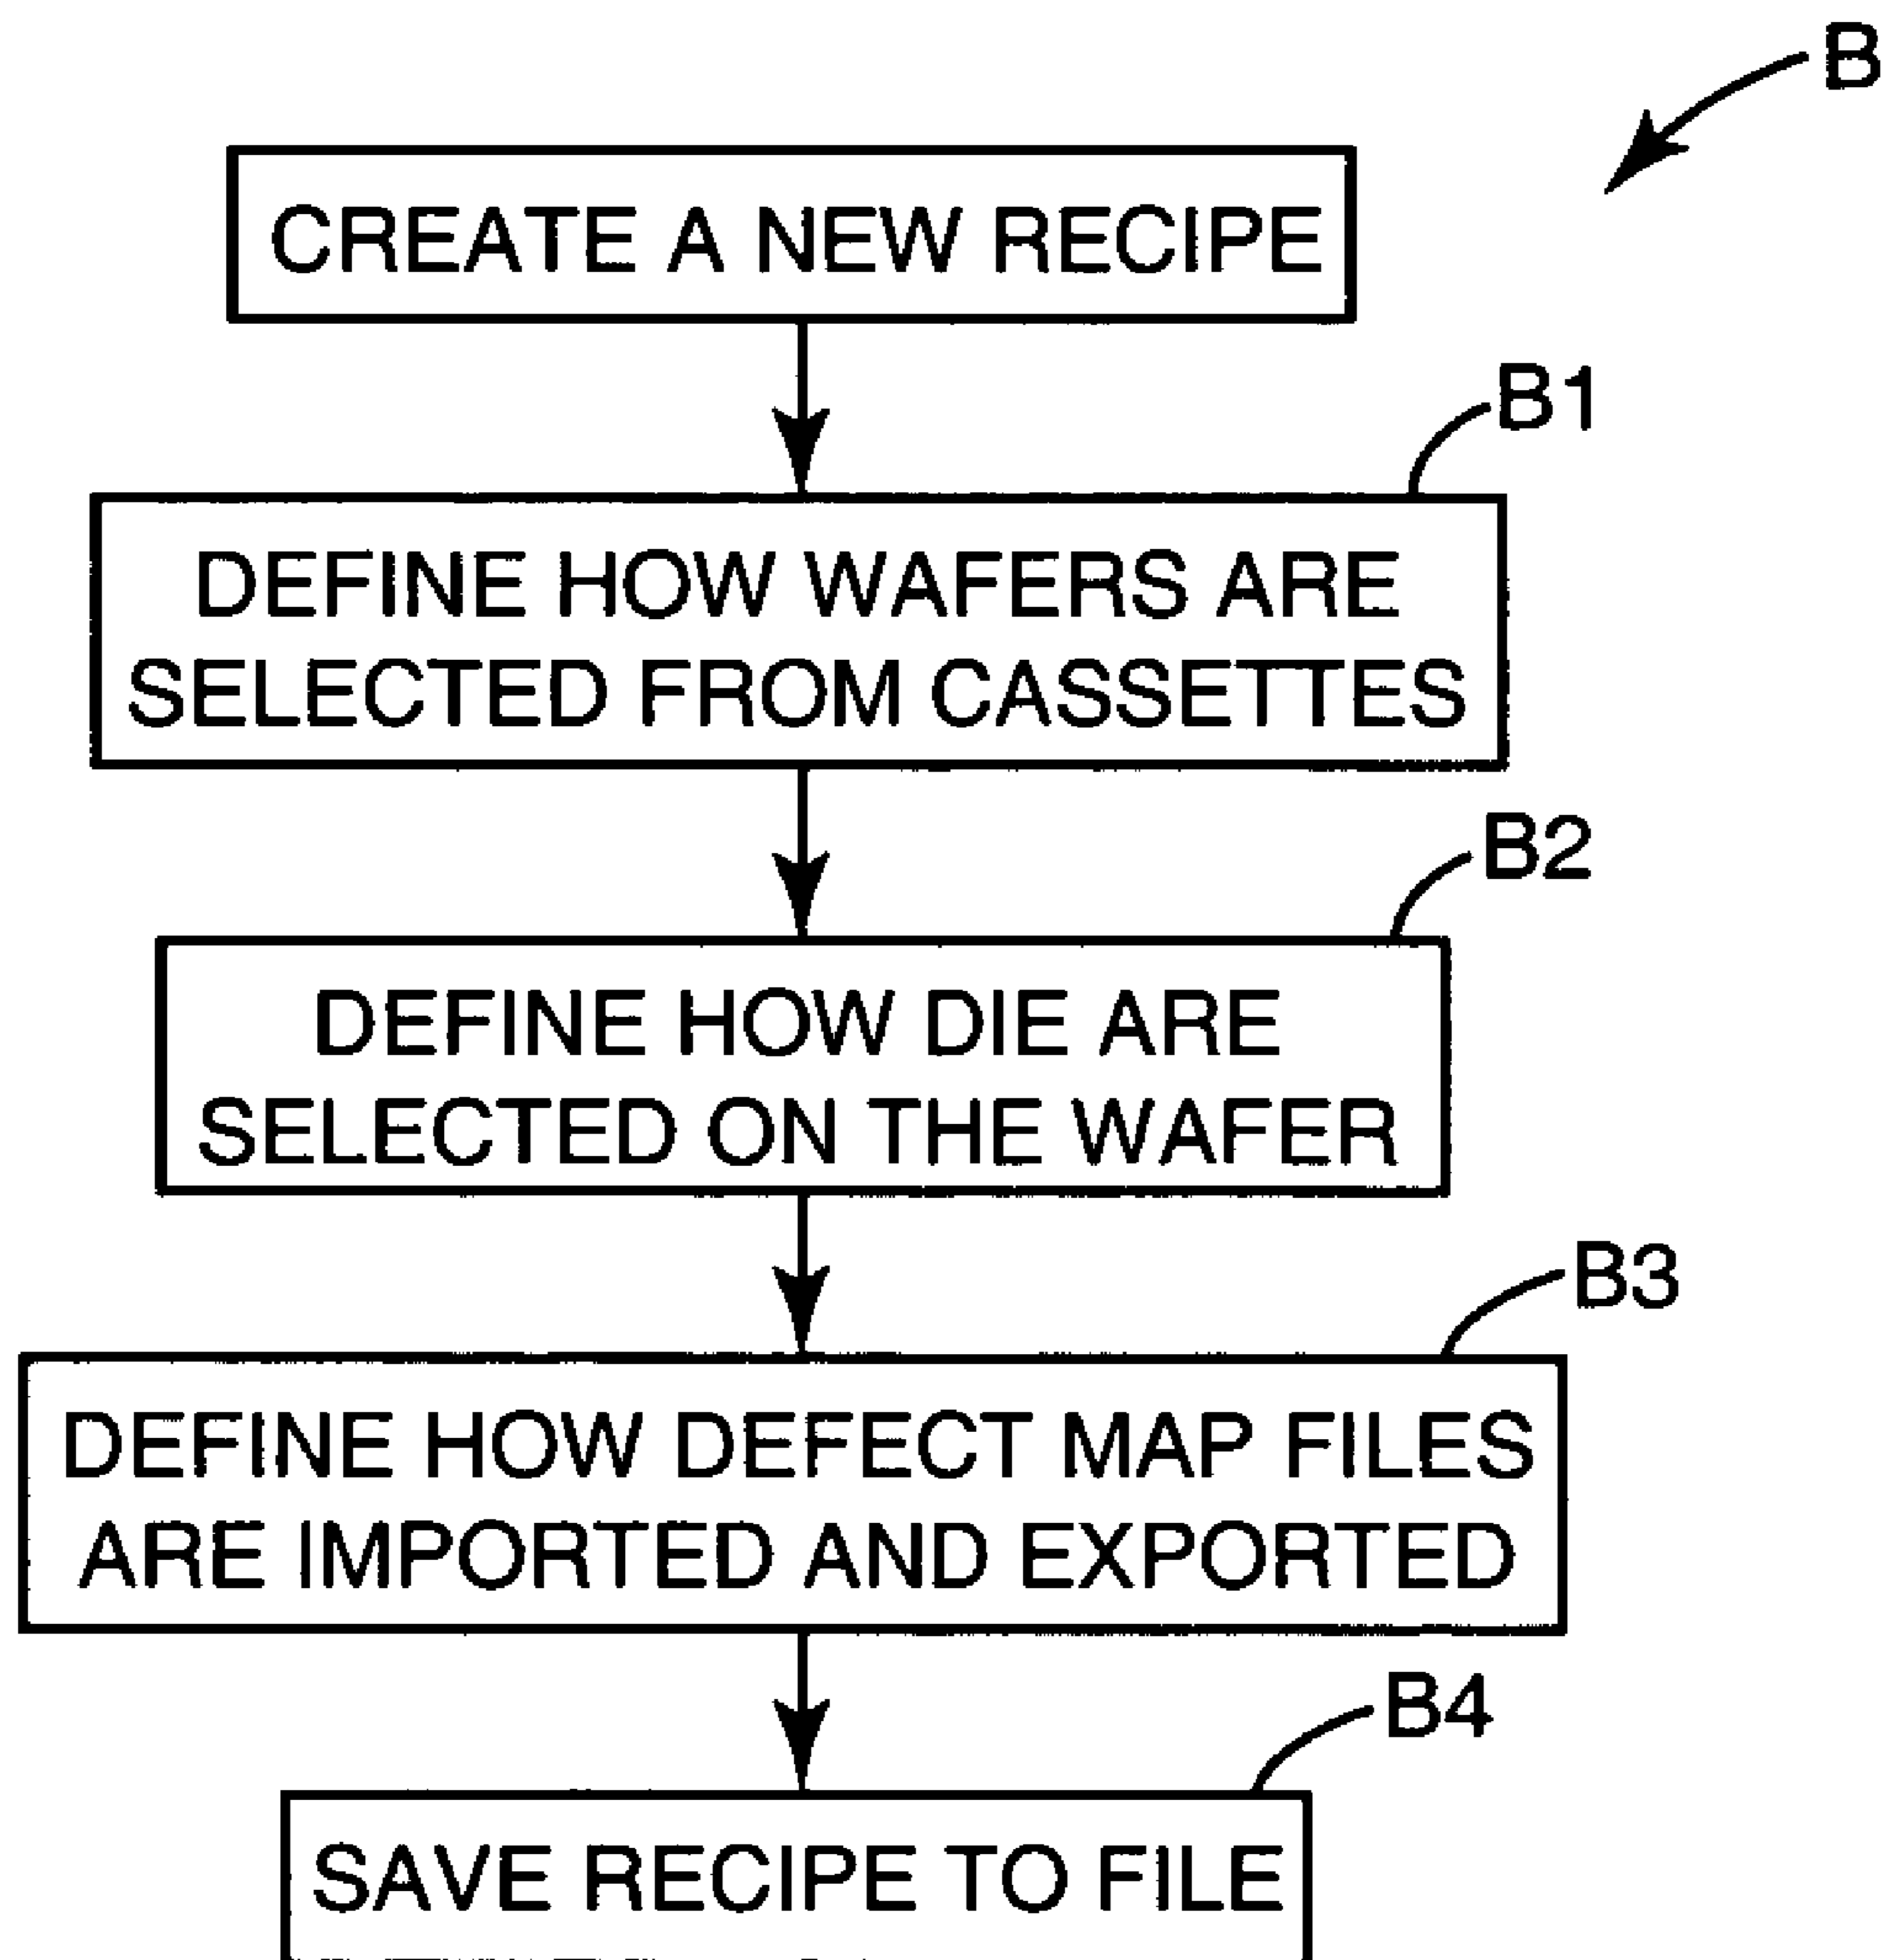 B
CREATE A NEW RECIPE
B1
DEFINE HOW WAFERS ARE
SELECTED FROM CASSETTES
B2
DEFINE HOW DIE ARE
SELECTED ON THE WAFER
B3
DEFINE HOW DEFECT MAP FILES
ARE IMPORTED AND EXPORTED
B4
SAVE RECIPE TO FILE